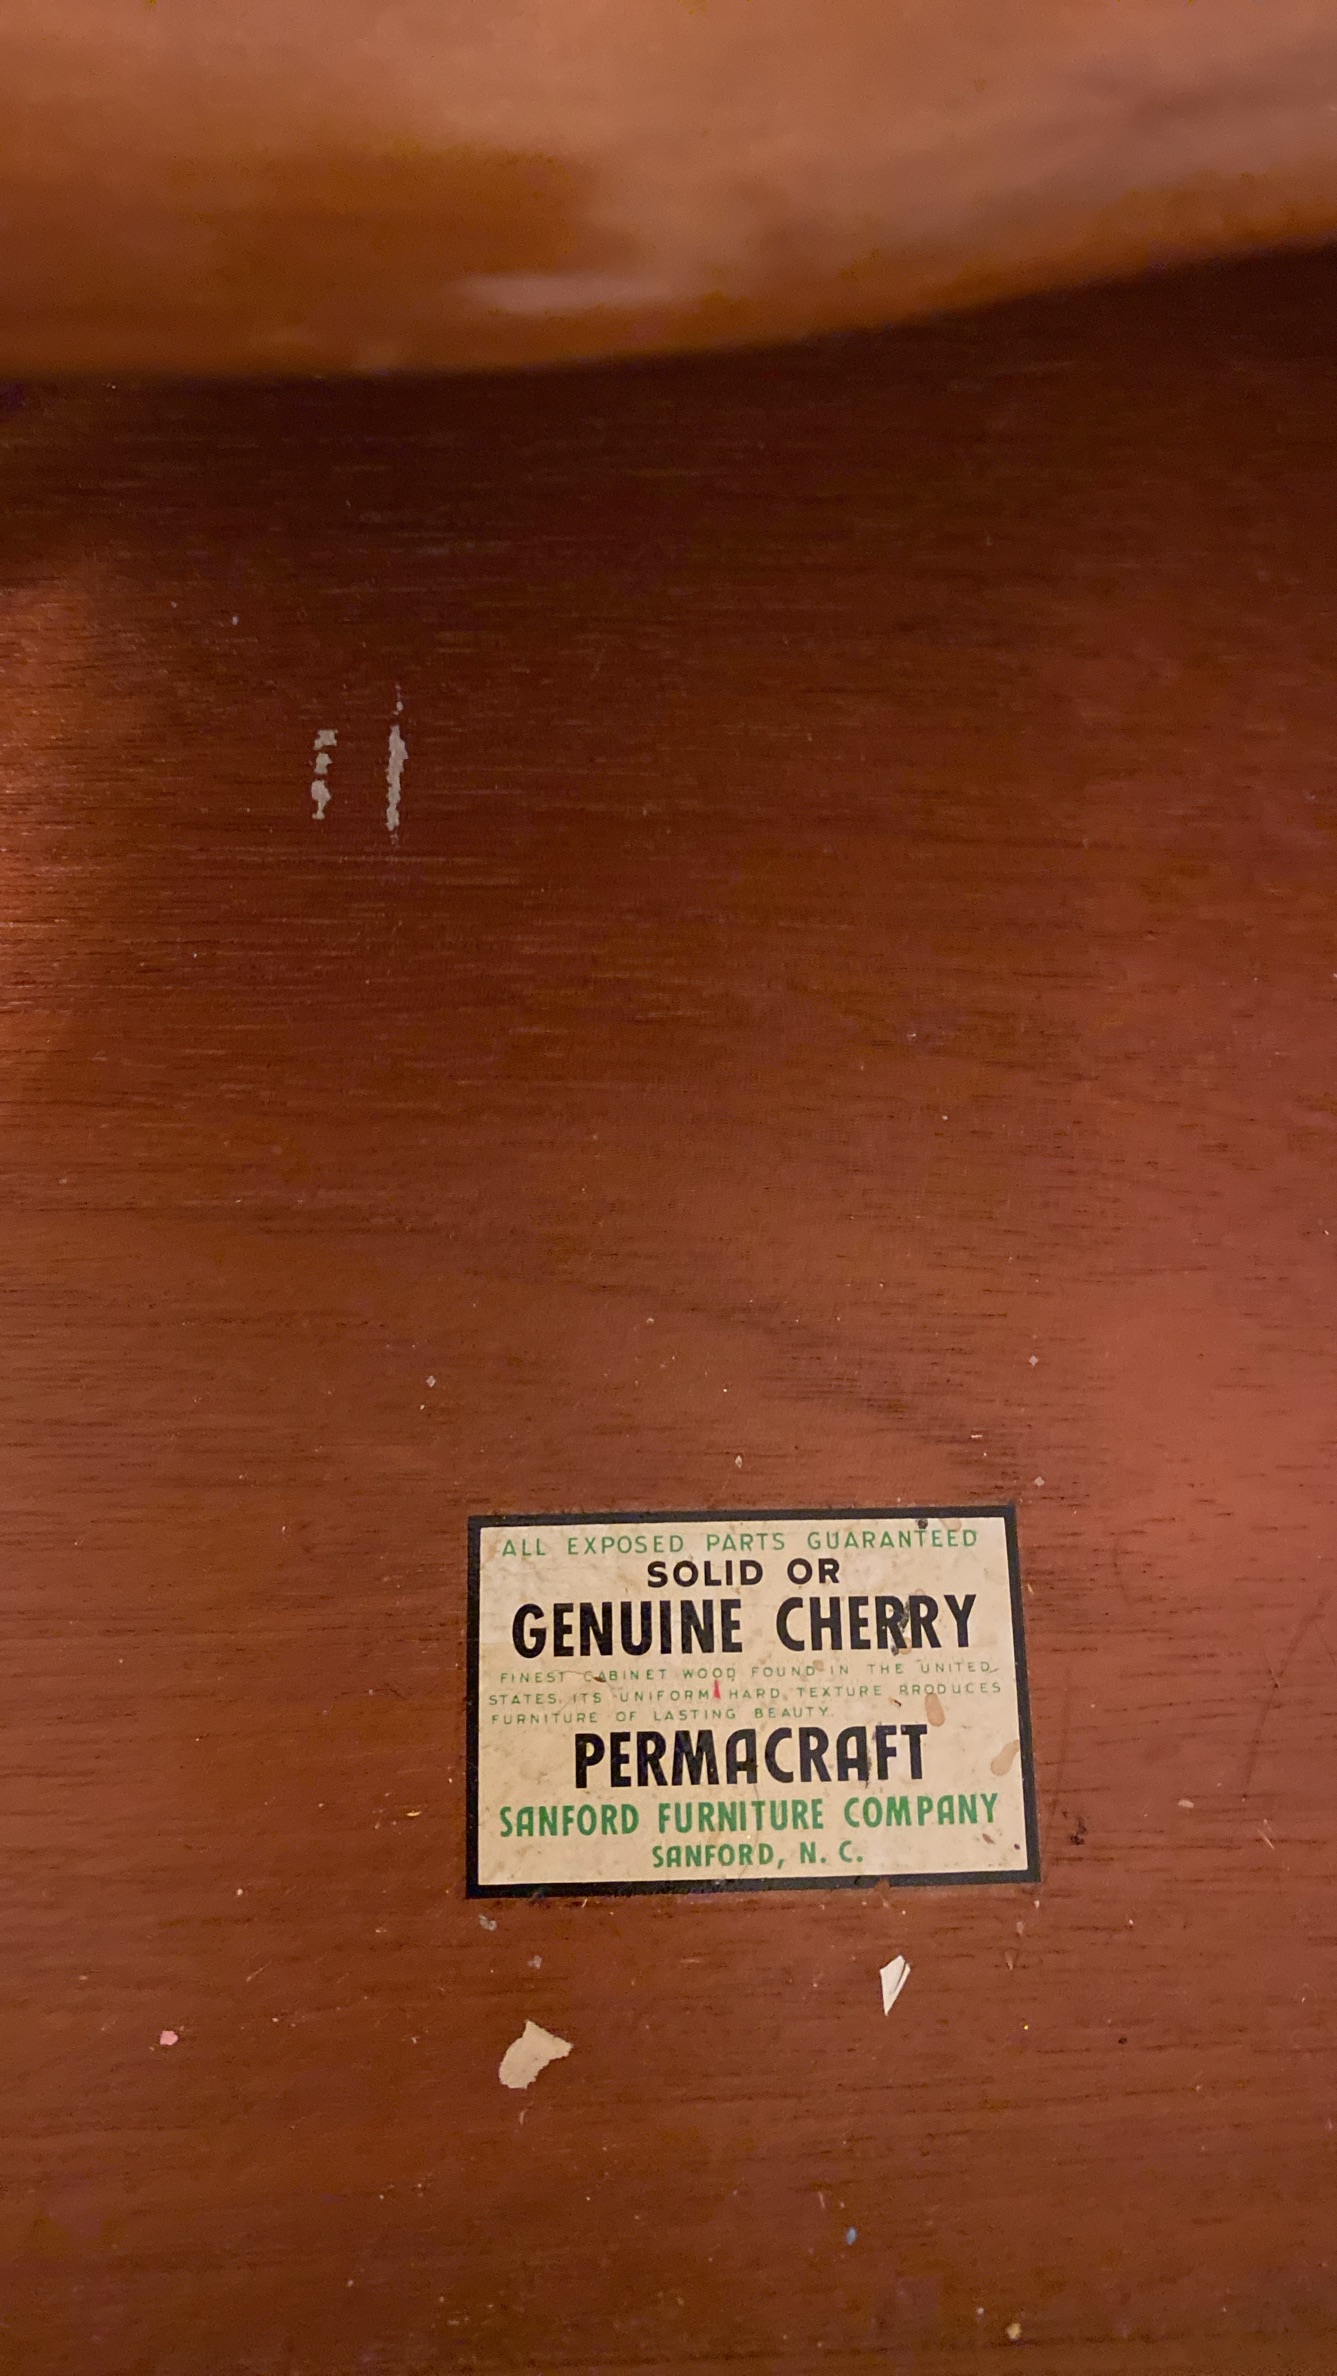 ALL EXPOSED PARTS GUARANTEED
SOLID OR
GENUINE CHERRY
FINEST CABINET WOOD FOUND IN THE UNITED
STATES, ITS UNIFORM HARD TEXTURE PRODUCES
FURNITURE OF LASTING BEAUTY.
PERMACRAFT
SANFORD FURNITURE COMPANY
SANFORD, N. C.